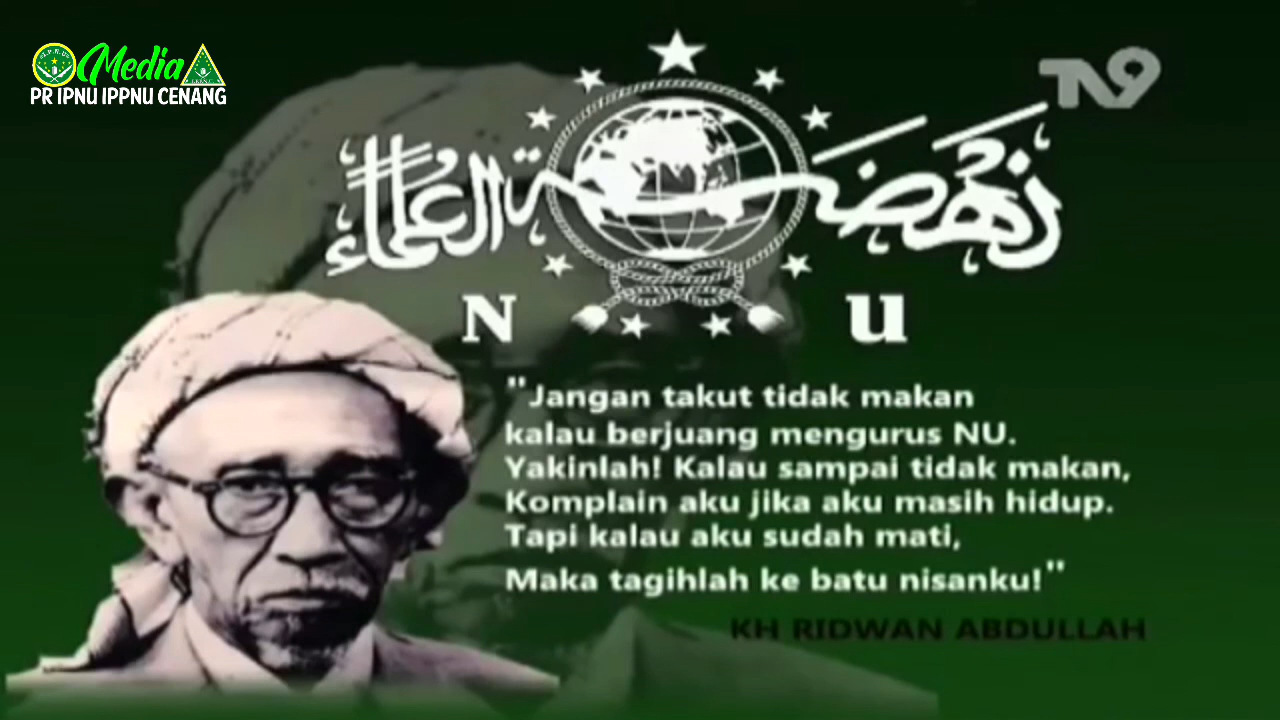 Media
PR IPNU IPPNU CENANG
TV9
نهضة العلماء
N U
"Jangan takut tidak makan
kalau berjuang mengurus NU.
Yakinlah! Kalau sampai tidak makan,
Komplain aku jika aku masih hidup.
Tapi kalau aku sudah mati,
Maka tagihlah ke batu nisanku!"
KH RIDWAN ABDULLAH